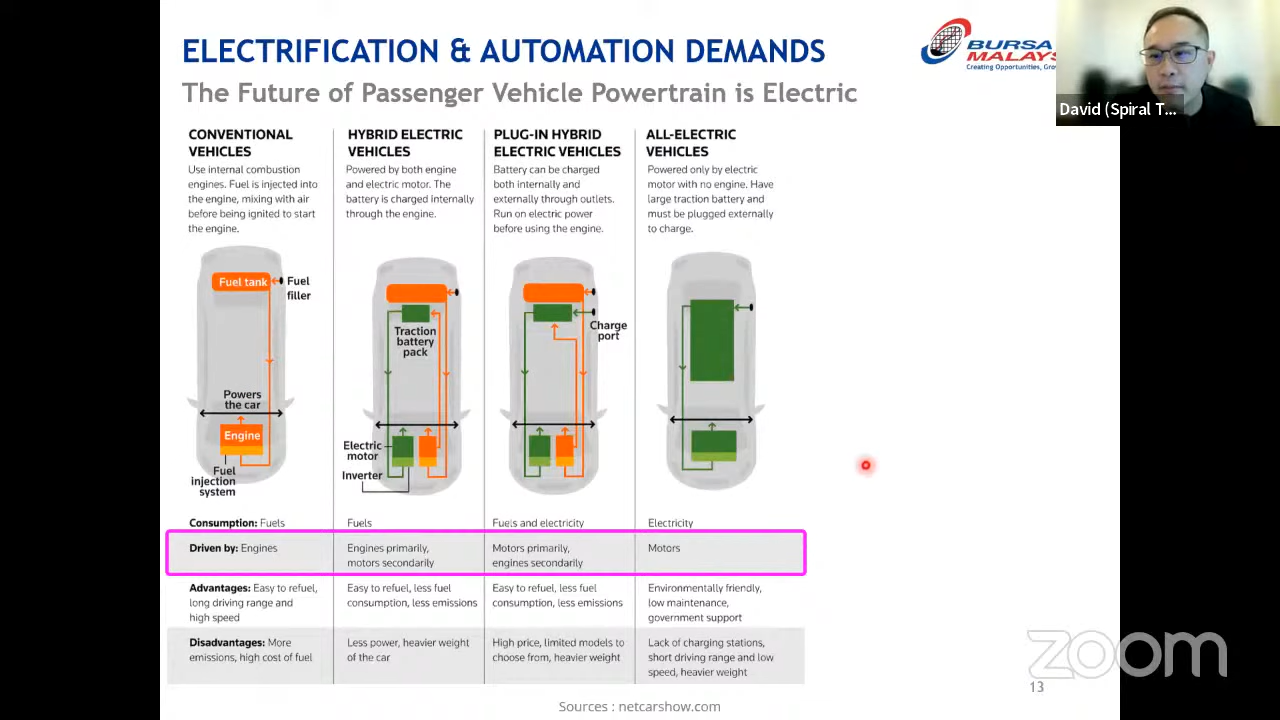 ELECTRIFICATION & AUTOMATION DEMANDS
The Future of Passenger Vehicle Powertrain is Electric
BURSA
MALAYS
Creating Opportunities, Gro
David (Spiral T...
CONVENTIONAL
VEHICLES
Use internal combustion
engines. Fuel is injected into
the engine, mixing with air
before being ignited to start
the engine.
Fuel tank
Fuel
filler
Powers
the car
Engine
Fuel
injection
system
HYBRID ELECTRIC
VEHICLES
Powered by both engine
and electric motor. The
battery is charged internally
through the engine.
Traction
battery
pack
Electric
motor
Inverter
PLUG-IN HYBRID
ELECTRIC VEHICLES
Battery can be charged
both internally and
externally through outlets.
Run on electric power
before using the engine.
Charge
port
ALL-ELECTRIC
VEHICLES
Powered only by electric
motor with no engine. Have
large traction battery and
must be plugged externally
to charge.
Consumption: Fuels
Fuels
Fuels and electricity
Electricity
Driven by: Engines
Engines primarily,
motors secondarily
Motors primarily,
engines secondarily
Motors
Advantages: Easy to refuel,
long driving range and
high speed
Easy to refuel, less fuel
consumption, less emissions
Easy to refuel, less fuel
consumption, less emissions
Environmentally friendly,
low maintenance,
government support
Disadvantages: More
emissions, high cost of fuel
Less power, heavier weight
of the car
High price, limited models to
choose from, heavier weight
Lack of charging stations,
short driving range and low
speed, heavier weight
zoom
13
Sources : netcarshow.com